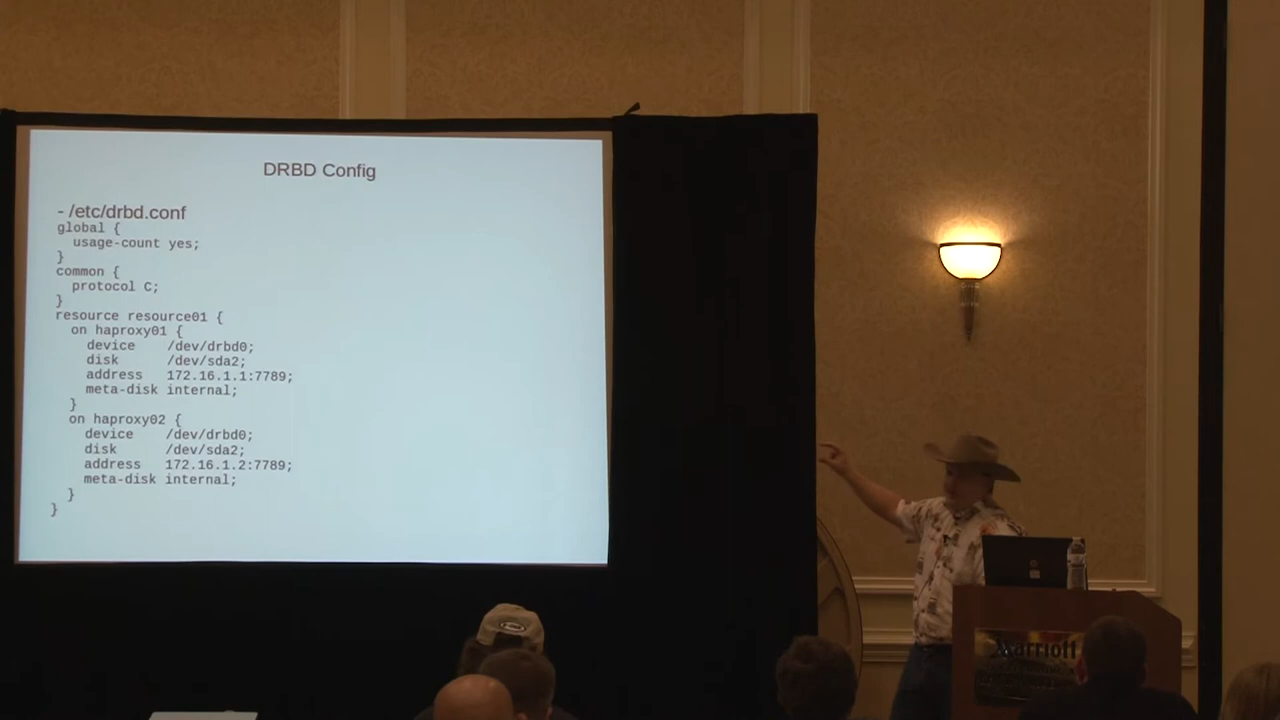 DRBD Config
- /etc/drbd.conf
global {
usage-count yes;
}
common {
protocol C;
}
resource resource01 {
on haproxy01 {
device /dev/drbd0;
disk /dev/sda2;
address 172.16.1.1:7789;
meta-disk internal;
}
on haproxy02 {
device /dev/drbd0;
disk /dev/sda2;
address 172.16.1.2:7789;
meta-disk internal;
}
}
Marriott